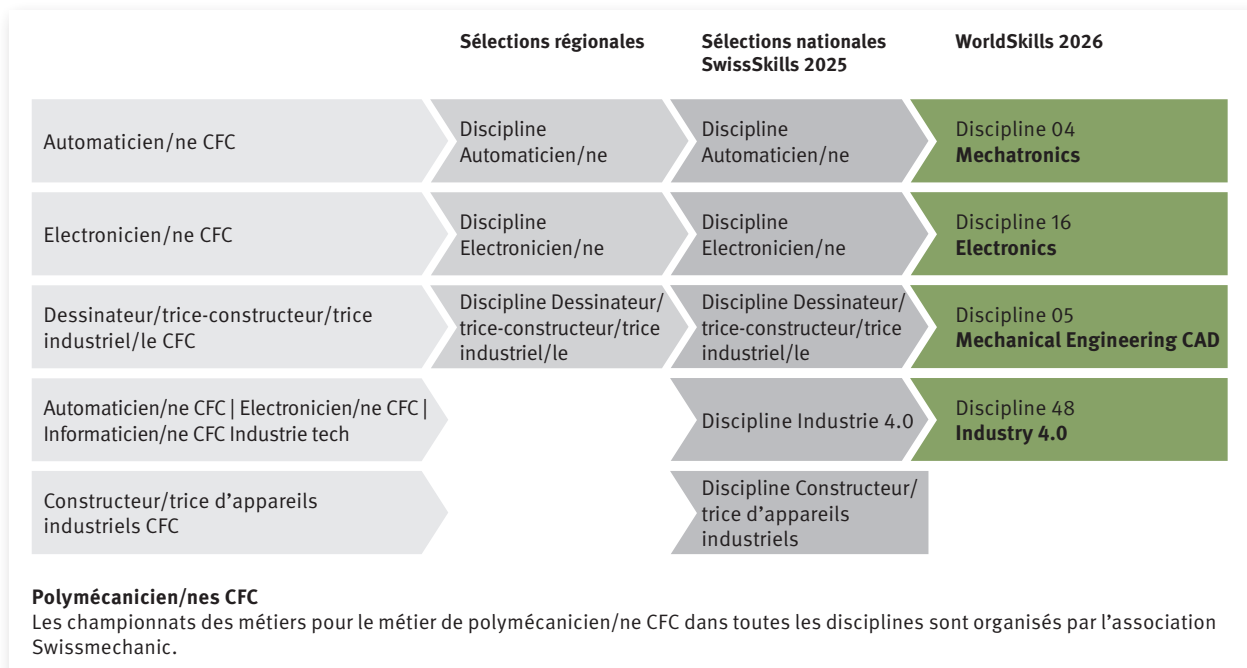 Sélections régionales
Sélections nationales
SwissSkills 2025
WorldSkills 2026
Automaticien/ne CFC
Discipline
Automaticien/ne
Discipline
Automaticien/ne
Discipline 04
Mechatronics
Electronicien/ne CFC
Discipline
Electronicien/ne
Discipline
Electronicien/ne
Discipline 16
Electronics
Dessinateur/trice-constructeur/trice
industriel/le CFC
Discipline Dessinateur/
trice-constructeur/trice
industriel/le
Discipline Dessinateur/
trice-constructeur/trice
industriel/le
Discipline 05
Mechanical Engineering CAD
Automaticien/ne CFC | Electronicien/ne CFC |
Informaticien/ne CFC Industrie tech
Discipline Industrie 4.0
Discipline 48
Industry 4.0
Constructeur/trice d’appareils
industriels CFC
Discipline Constructeur/
trice d’appareils
industriels
Polymécanicien/nes CFC
Les championnats des métiers pour le métier de polymécanicien/ne CFC dans toutes les disciplines sont organisés par l’association
Swissmechanic.